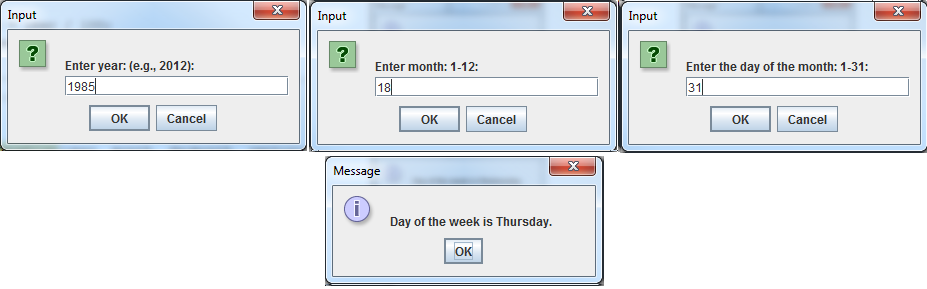 Input
Enter year: (e.g., 2012):
1985
OK Cancel
Input
Enter month: 1-12:
18
OK Cancel
Input
Enter the day of the month: 1-31:
31
OK Cancel
Message
Day of the week is Thursday.
OK